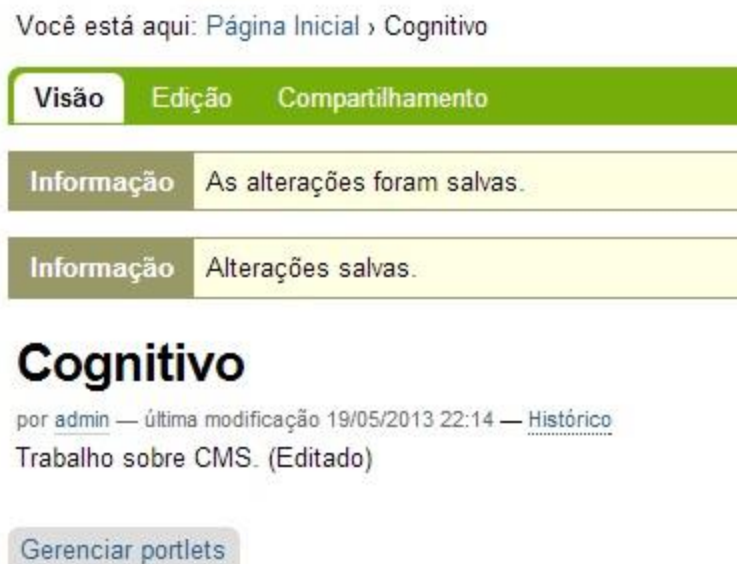 Você está aqui: Página Inicial › Cognitivo
Visão Edição Compartilhamento
Informação As alterações foram salvas.
Informação Alterações salvas.
Cognitivo
por admin — última modificação 19/05/2013 22:14 — Histórico
Trabalho sobre CMS. (Editado)
Gerenciar portlets